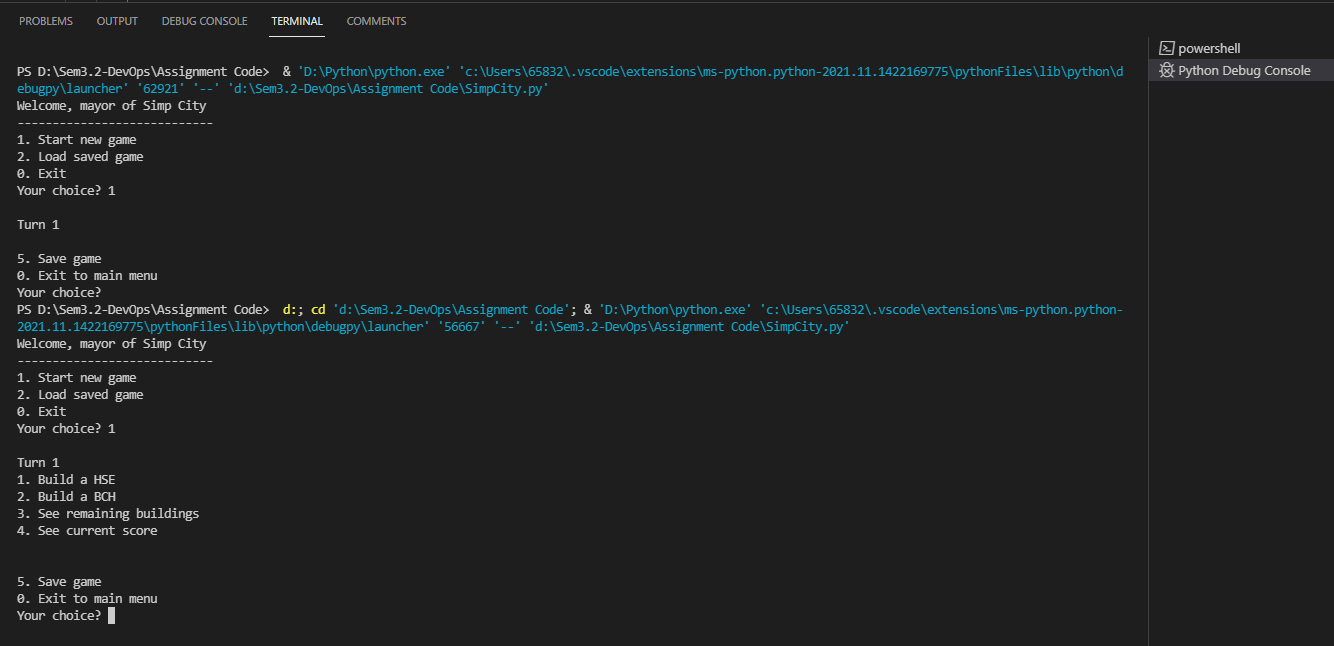 PROBLEMS OUTPUT DEBUG CONSOLE TERMINAL COMMENTS
powershell
Python Debug Console
PS D:\Sem3.2-DevOps\Assignment Code>  & 'D:\Python\python.exe' 'c:\Users\65832\.vscode\extensions\ms-python.python-2021.11.1422169775\pythonFiles\lib\python\d
ebugpy\launcher' '62921' '--' 'd:\Sem3.2-DevOps\Assignment Code\SimpCity.py'
Welcome, mayor of Simp City
----------------------------
1. Start new game
2. Load saved game
0. Exit
Your choice? 1
Turn 1
5. Save game
0. Exit to main menu
Your choice?
PS D:\Sem3.2-DevOps\Assignment Code>  d:; cd 'd:\Sem3.2-DevOps\Assignment Code'; & 'D:\Python\python.exe' 'c:\Users\65832\.vscode\extensions\ms-python.python-
2021.11.1422169775\pythonFiles\lib\python\debugpy\launcher' '56667' '--' 'd:\Sem3.2-DevOps\Assignment Code\SimpCity.py'
Welcome, mayor of Simp City
----------------------------
1. Start new game
2. Load saved game
0. Exit
Your choice? 1
Turn 1
1. Build a HSE
2. Build a BCH
3. See remaining buildings
4. See current score
5. Save game
0. Exit to main menu
Your choice?